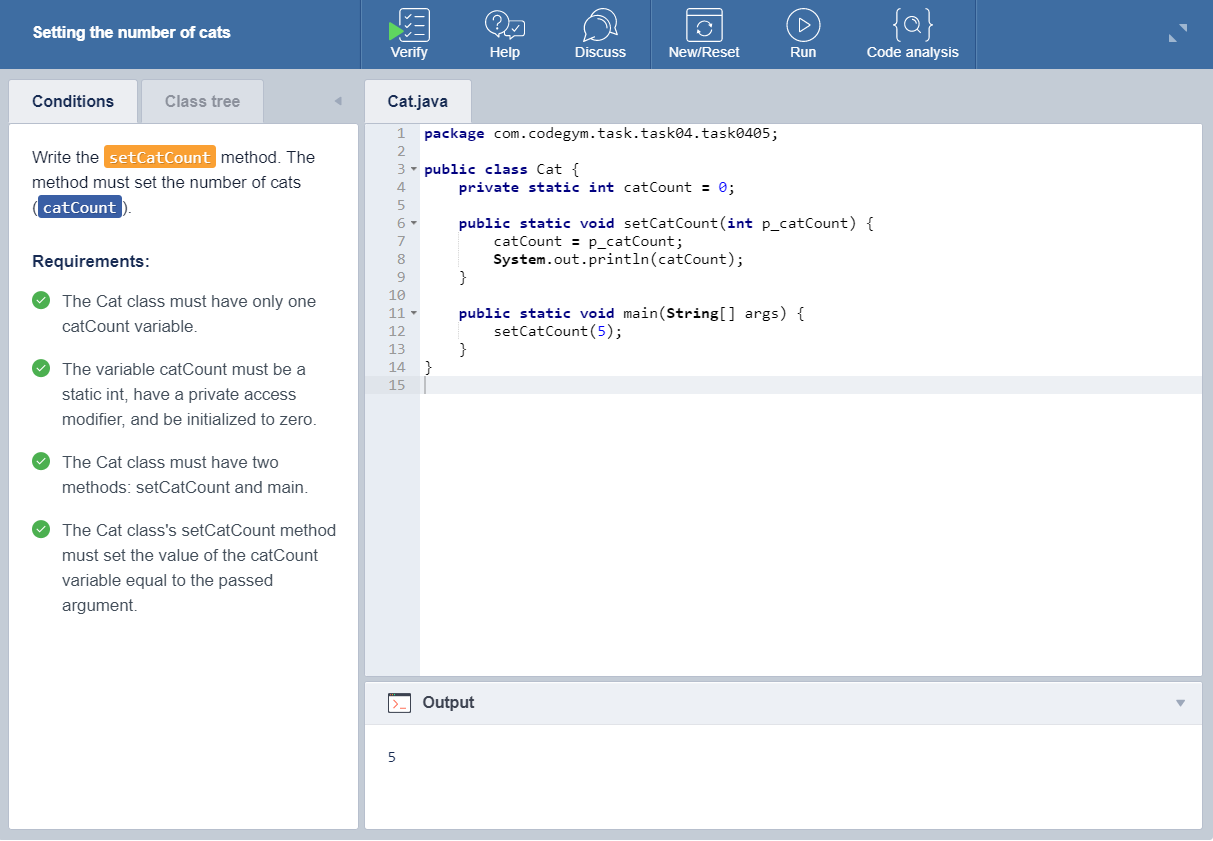 Setting the number of cats
Verify
Help
Discuss
New/Reset
Run
Code analysis
Conditions
Class tree
Write the setCatCount method. The
method must set the number of cats
(catCount).
Requirements:
The Cat class must have only one
catCount variable.
The variable catCount must be a
static int, have a private access
modifier, and be initialized to zero.
The Cat class must have two
methods: setCatCount and main.
The Cat class's setCatCount method
must set the value of the catCount
variable equal to the passed
argument.
Cat.java
1 package com.codegym.task.task04.task0405;
2
3 public class Cat {
4     private static int catCount = 0;
5
6     public static void setCatCount(int p_catCount) {
7         catCount = p_catCount;
8         System.out.println(catCount);
9     }
10
11     public static void main(String[] args) {
12         setCatCount(5);
13     }
14 }
15
Output
5